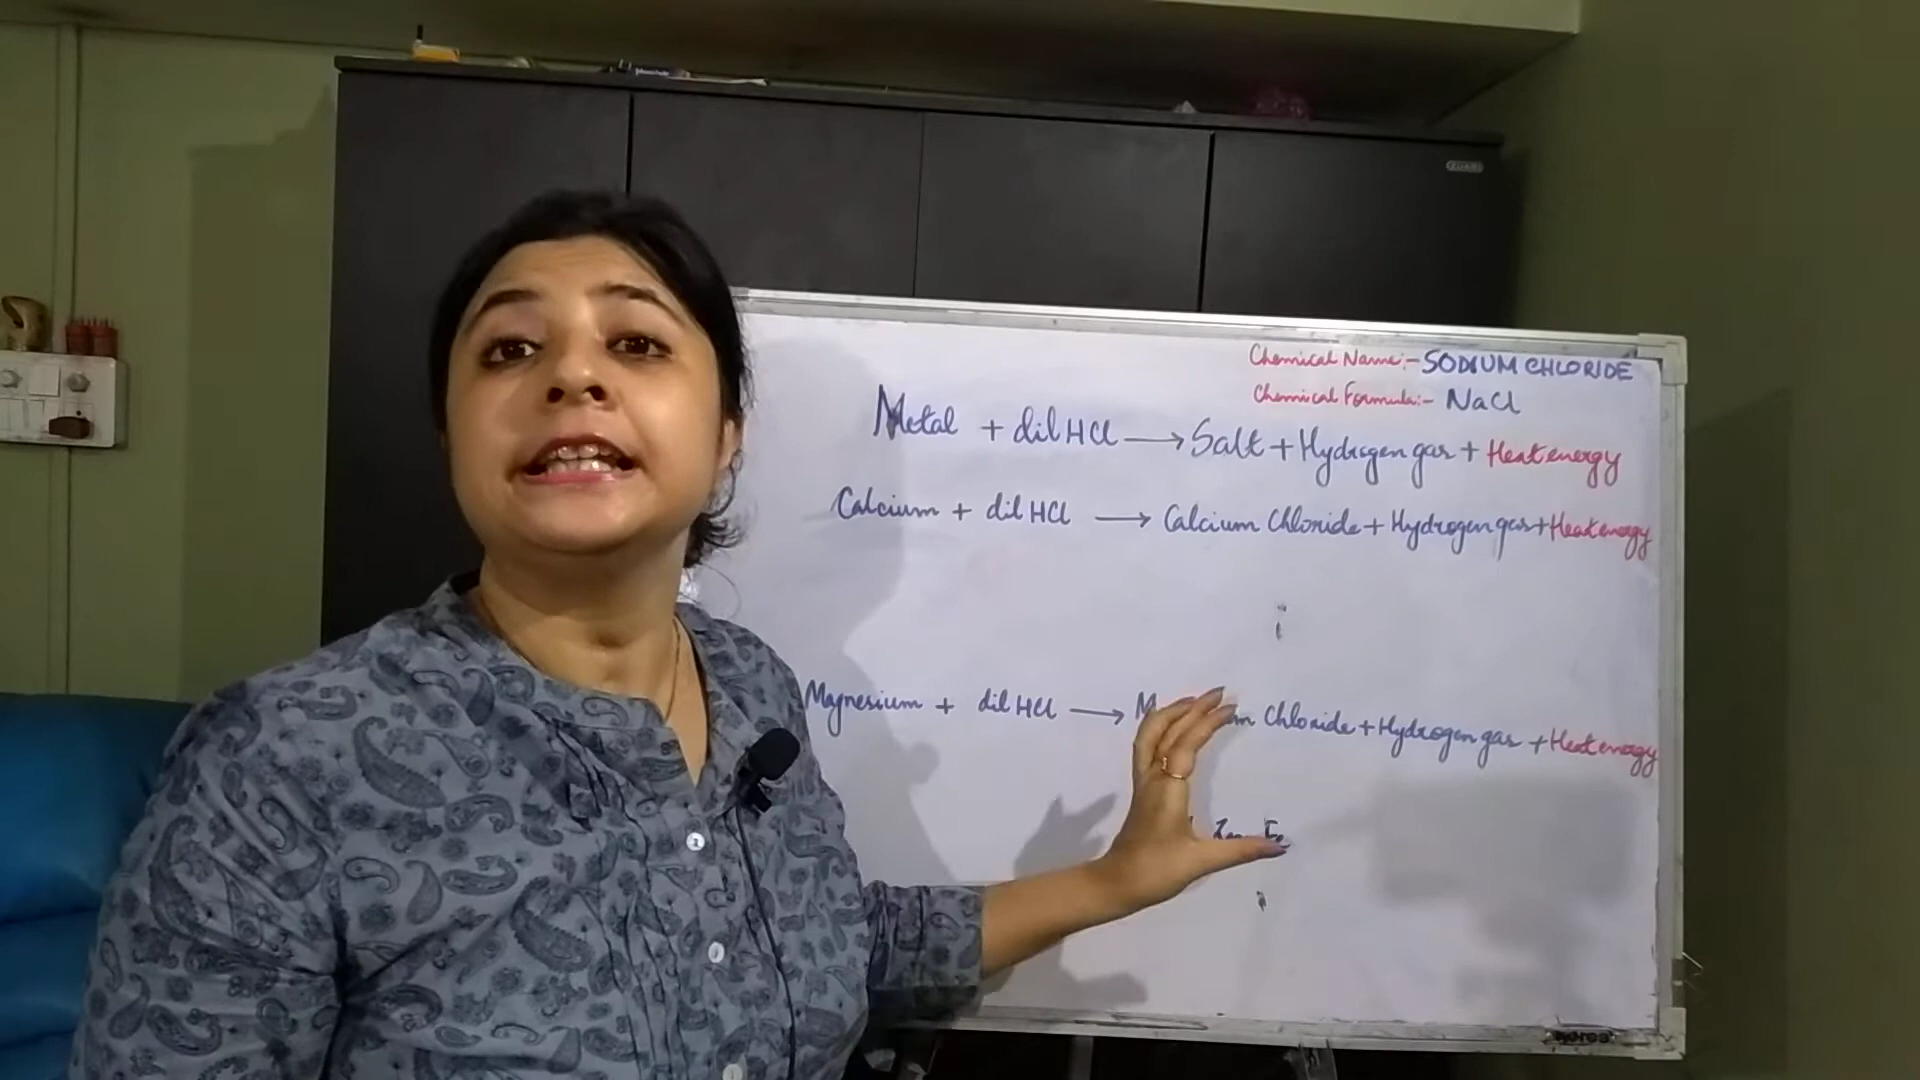 Chemical Name:- SODIUM CHLORIDE
Chemical Formula:- NaCl
Metal + dil HCl → Salt + Hydrogen gas + Heat energy
Calcium + dil HCl → Calcium Chloride + Hydrogen gas + Heat energy
Magnesium + dil HCl → Chloride + Hydrogen gas + Heat energy